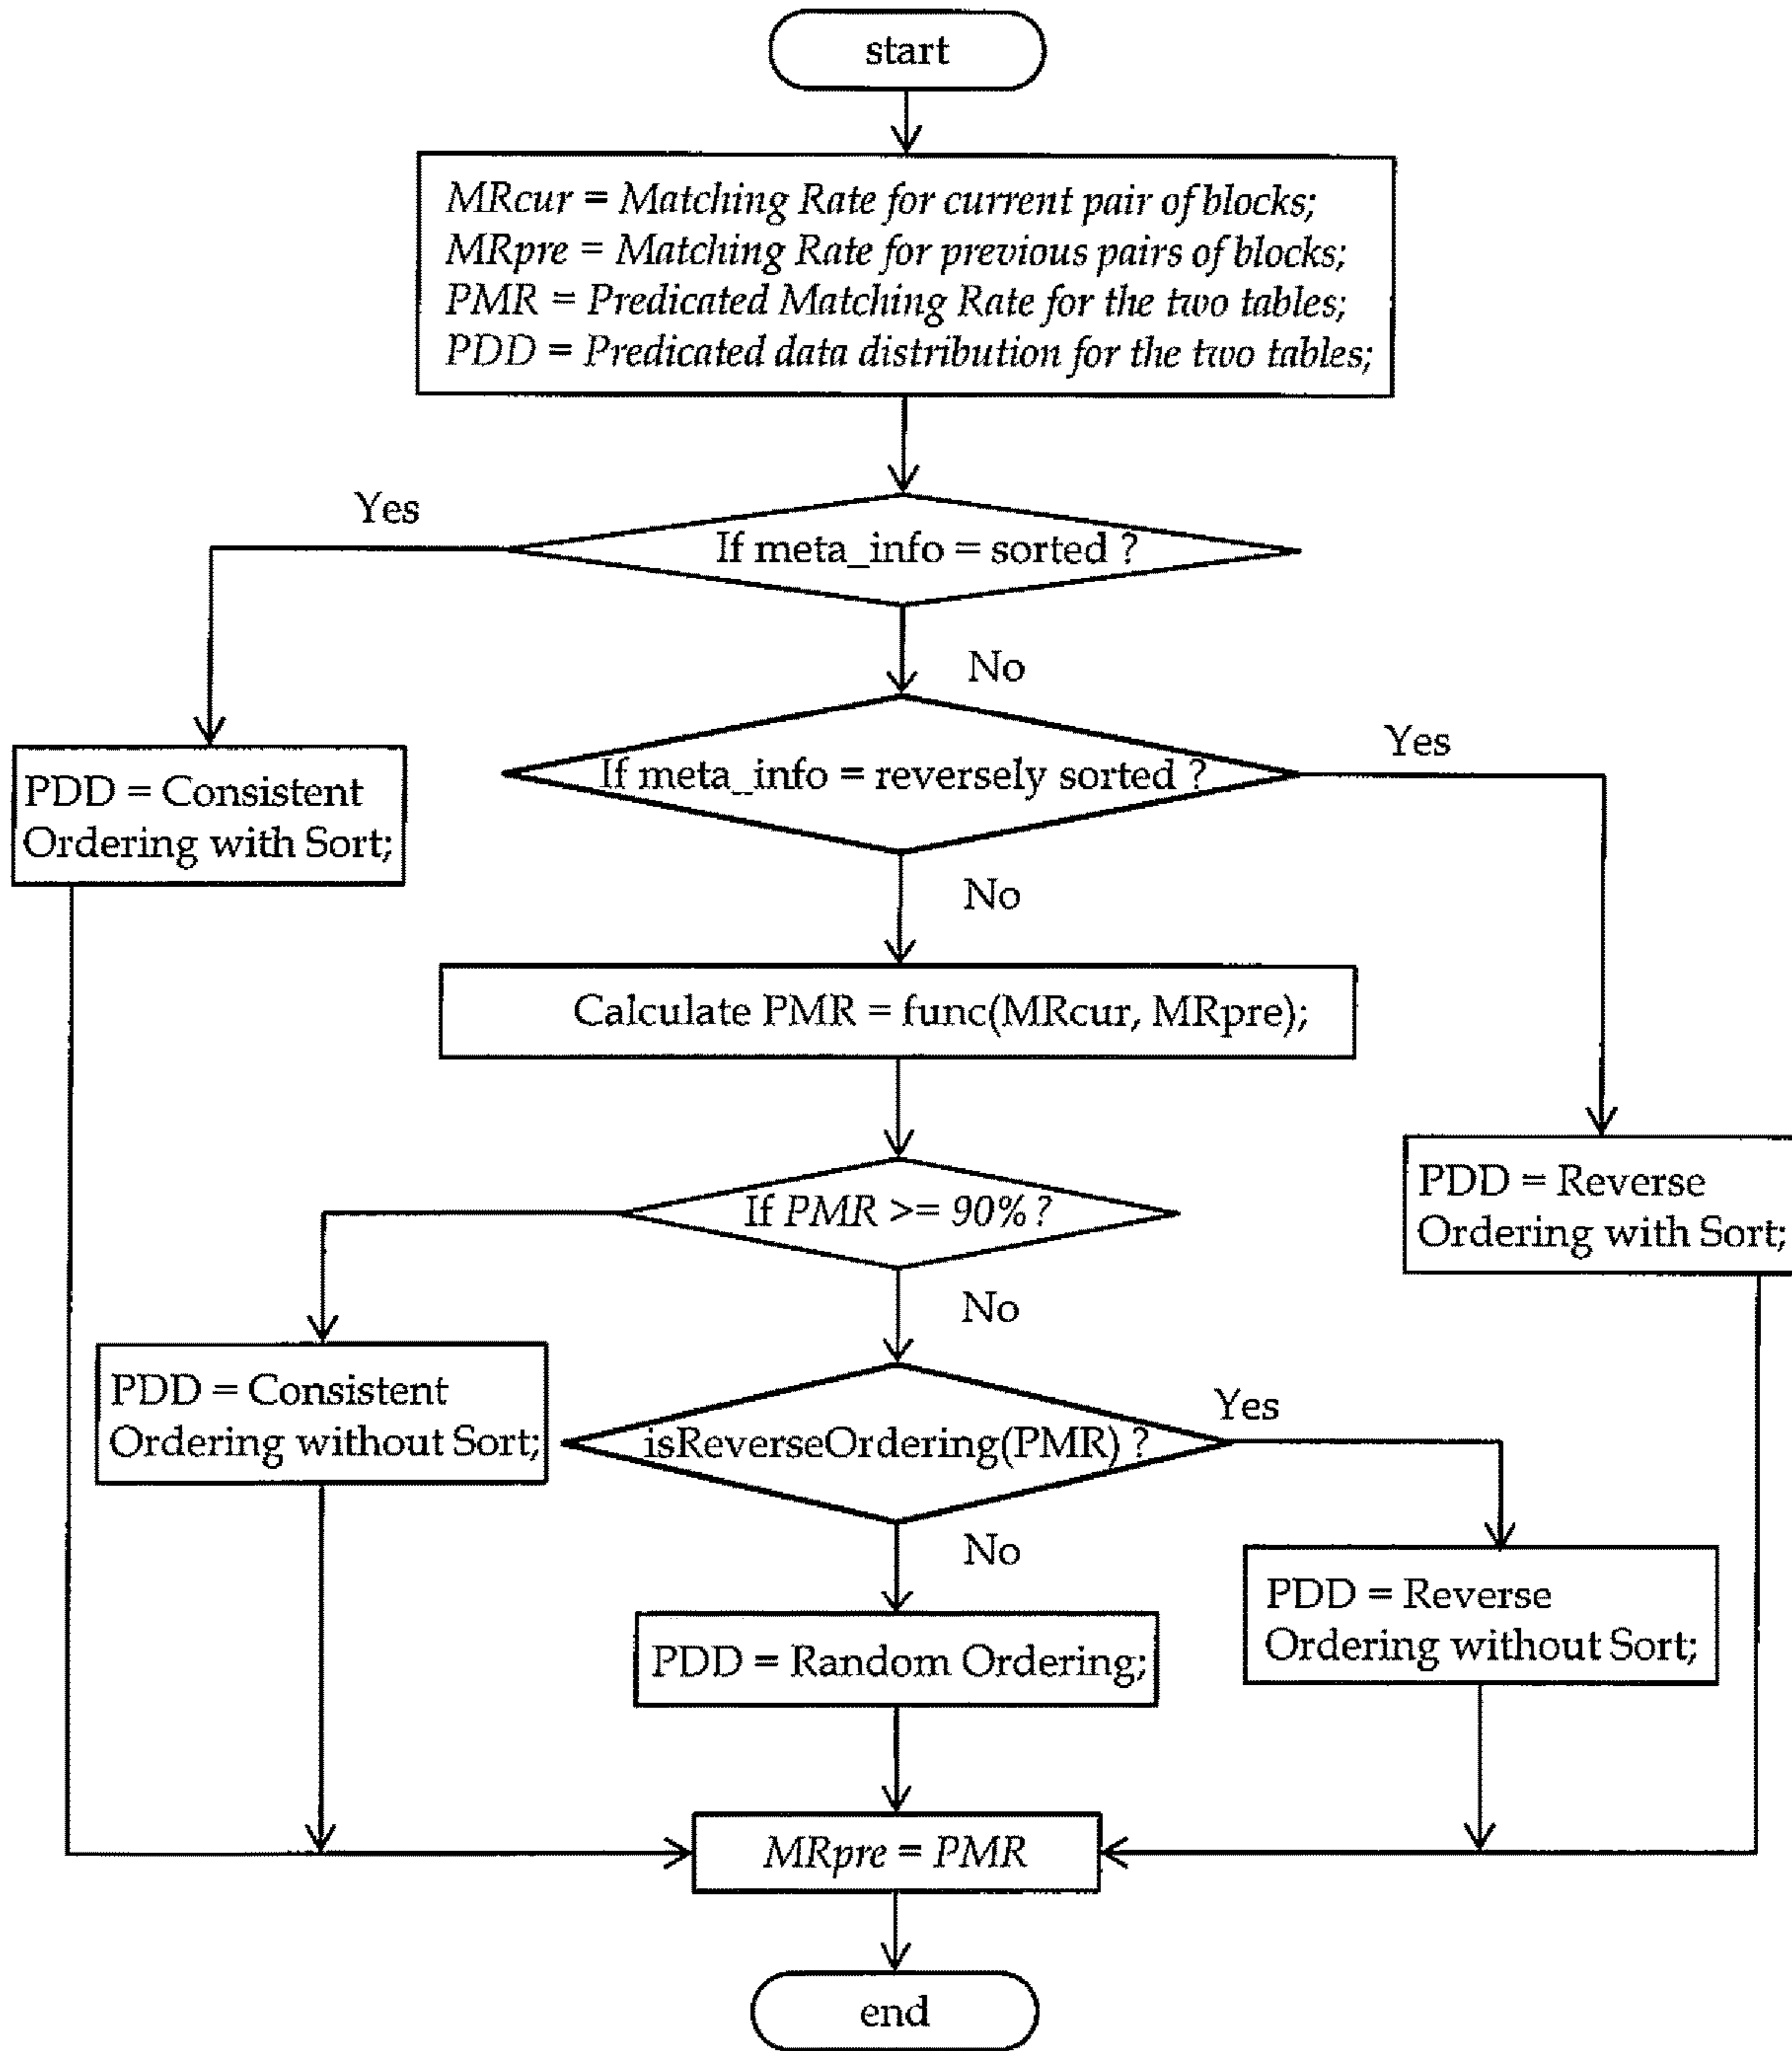 start
MRcur = Matching Rate for current pair of blocks;
MRpre = Matching Rate for previous pairs of blocks;
PMR = Predicated Matching Rate for the two tables;
PDD = Predicated data distribution for the two tables;
Yes
If meta_info = sorted ?
No
Yes
If meta_info = reversely sorted ?
PDD = Consistent
Ordering with Sort;
No
Calculate PMR = func(MRcur, MRpre);
PDD = Reverse
Ordering with Sort;
If PMR >= 90%?
No
PDD = Consistent
Ordering without Sort;
Yes
isReverseOrdering(PMR) ?
No
PDD = Reverse
Ordering without Sort;
PDD = Random Ordering;
MRpre = PMR
end